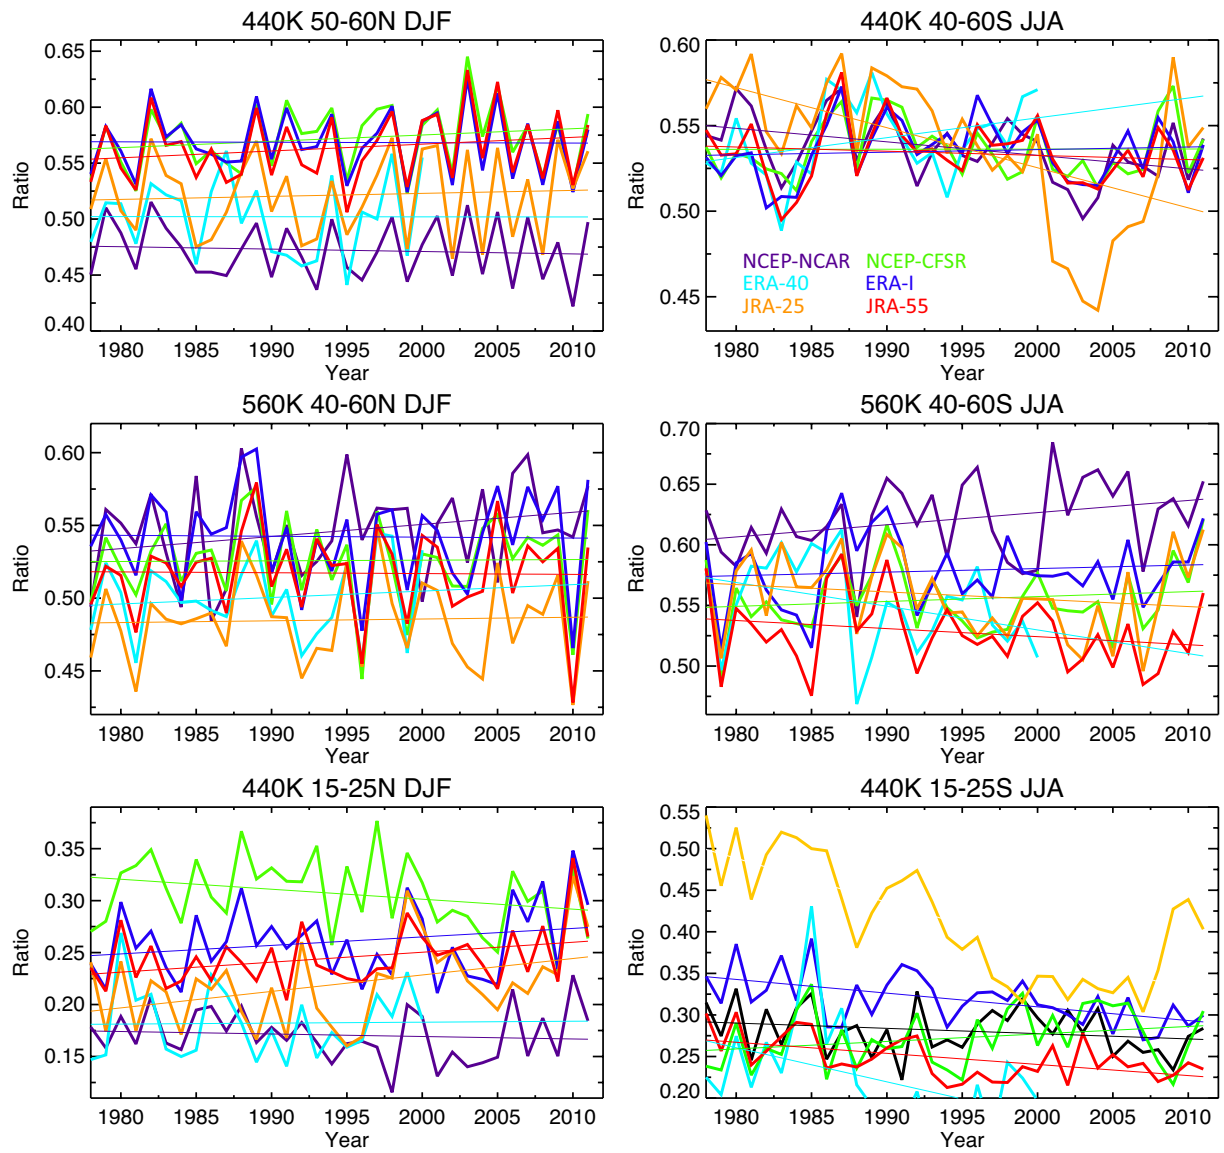 440K 50-60N DJF
0.65
0.60
0.55
0.50
0.45
0.40
Ratio
1980 1985 1990 1995 2000 2005 2010
Year
440K 40-60S JJA
0.60
0.55
0.50
0.45
Ratio
NCEP-NCAR NCEP-CFSR
ERA-40 ERA-I
JRA-25 JRA-55
1980 1985 1990 1995 2000 2005 2010
Year
560K 40-60N DJF
0.60
0.55
0.50
0.45
Ratio
1980 1985 1990 1995 2000 2005 2010
Year
560K 40-60S JJA
0.70
0.65
0.60
0.55
0.50
Ratio
1980 1985 1990 1995 2000 2005 2010
Year
440K 15-25N DJF
0.35
0.30
0.25
0.20
0.15
Ratio
1980 1985 1990 1995 2000 2005 2010
Year
440K 15-25S JJA
0.55
0.50
0.45
0.40
0.35
0.30
0.25
0.20
Ratio
1980 1985 1990 1995 2000 2005 2010
Year